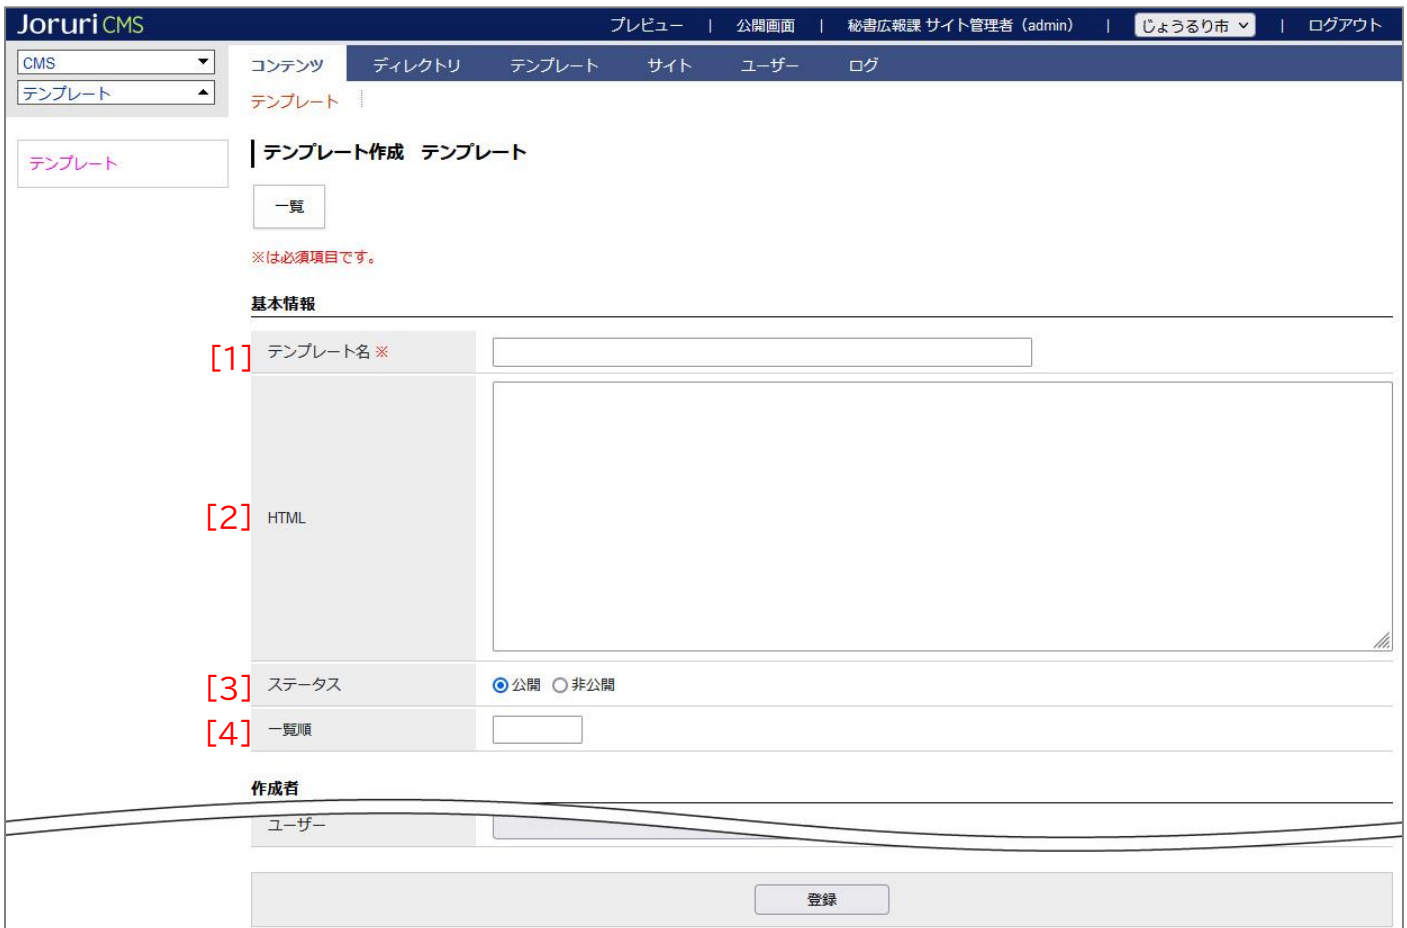 Joruri CMS プレビュー | 公開画面 | 秘書広報課 サイト管理者（admin） | じょうるり市 | ログアウト
CMS
テンプレート
コンテンツ ディレクトリ テンプレート サイト ユーザー ログ
テンプレート
テンプレート
テンプレート作成 テンプレート
一覧
※は必須項目です。
基本情報
[1] テンプレート名 ※
[2] HTML
[3] ステータス 公開 非公開
[4] 一覧順
作成者
ユーザー
登録